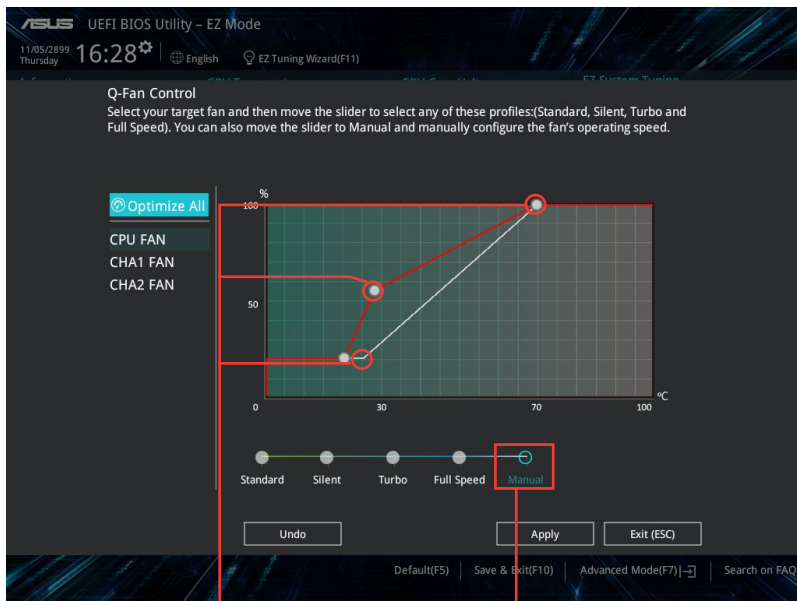 ASUS UEFI BIOS Utility – EZ Mode
11/05/2899
Thursday
16:28
English
EZ Tuning Wizard(F11)
Q-Fan Control
Select your target fan and then move the slider to select any of these profiles:(Standard, Silent, Turbo and
Full Speed). You can also move the slider to Manual and manually configure the fan's operating speed.
Optimize All
CPU FAN
CHA1 FAN
CHA2 FAN
%
100
50
0 30 70 100
°C
Standard Silent Turbo Full Speed Manual
Undo Apply Exit (ESC)
Default(F5) Save & Exit(F10) Advanced Mode(F7) Search on FAQ